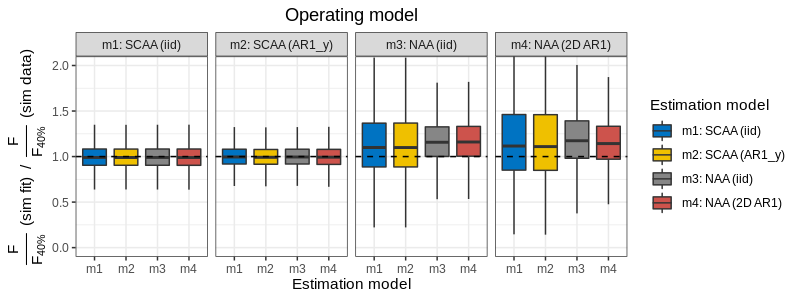 Operating model
m1: SCAA (iid)
m2: SCAA (AR1_y)
m3: NAA (iid)
m4: NAA (2D AR1)
F / F40% (sim fit) / F / F40% (sim data)
2.0
1.5
1.0
0.5
0.0
m1 m2 m3 m4
m1 m2 m3 m4
m1 m2 m3 m4
m1 m2 m3 m4
Estimation model
Estimation model
m1: SCAA (iid)
m2: SCAA (AR1_y)
m3: NAA (iid)
m4: NAA (2D AR1)